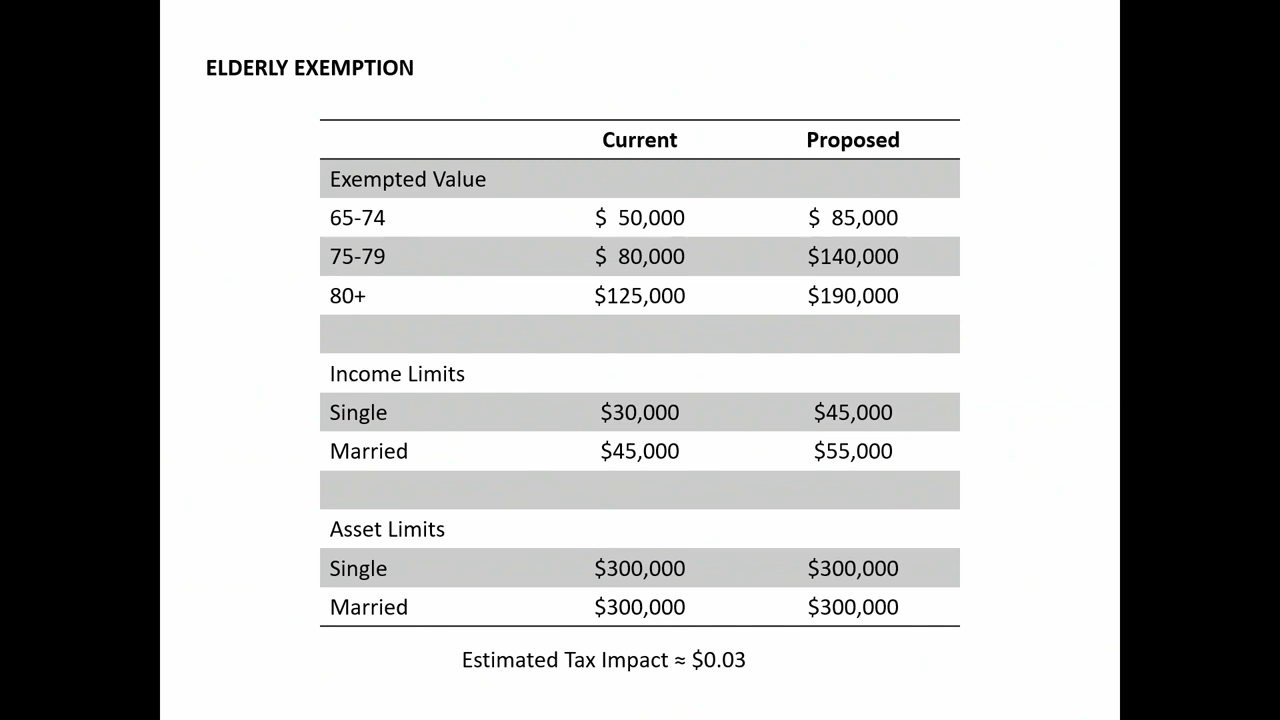 ELDERLY EXEMPTION
Current Proposed
Exempted Value
65-74 $ 50,000 $ 85,000
75-79 $ 80,000 $140,000
80+ $125,000 $190,000
Income Limits
Single $30,000 $45,000
Married $45,000 $55,000
Asset Limits
Single $300,000 $300,000
Married $300,000 $300,000
Estimated Tax Impact ≈ $0.03